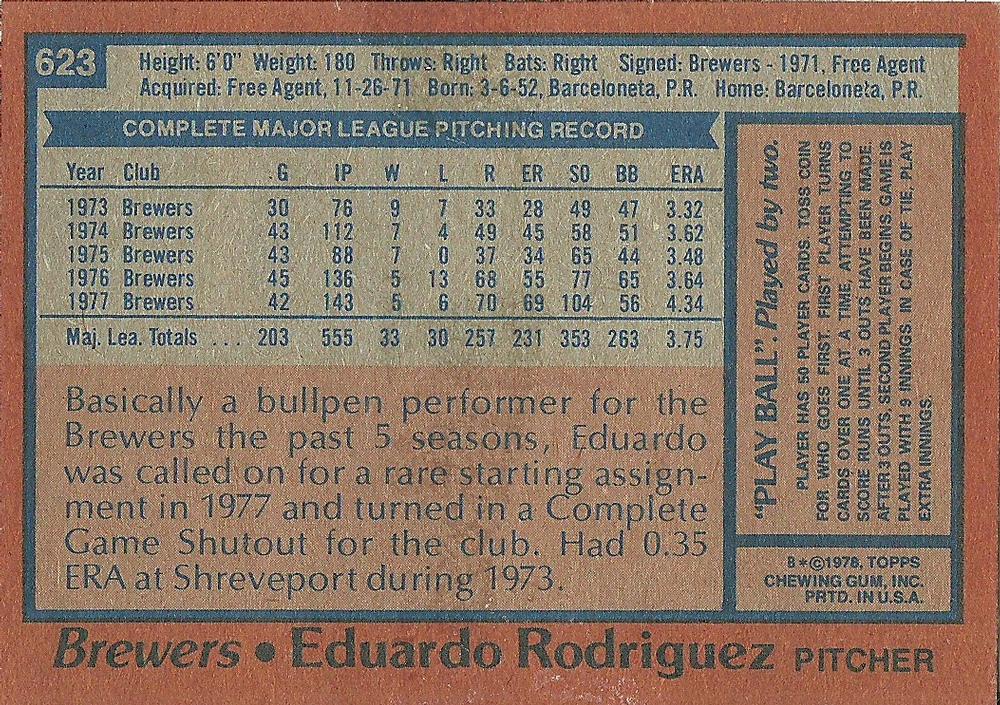 623
Height: 6'0" Weight: 180 Throws: Right Bats: Right Signed: Brewers - 1971, Free Agent
Acquired: Free Agent, 11-26-71 Born: 3-6-52, Barceloneta, P.R. Home: Barceloneta, P.R.
COMPLETE MAJOR LEAGUE PITCHING RECORD
Year Club G IP W L R ER SO BB ERA
1973 Brewers 30 76 9 7 33 28 49 47 3.32
1974 Brewers 43 112 7 4 49 45 58 51 3.62
1975 Brewers 43 88 7 0 37 34 65 44 3.48
1976 Brewers 45 136 5 13 68 55 77 65 3.64
1977 Brewers 42 143 5 6 70 69 104 56 4.34
Maj. Lea. Totals ... 203 555 33 30 257 231 353 263 3.75
Basically a bullpen performer for the
Brewers the past 5 seasons, Eduardo
was called on for a rare starting assign-
ment in 1977 and turned in a Complete
Game Shutout for the club. Had 0.35
ERA at Shreveport during 1973.
"PLAY BALL". Played by two.
PLAYER HAS 50 PLAYER CARDS. TOSS COIN
FOR WHO GOES FIRST. FIRST PLAYER TURNS
CARDS OVER ONE AT A TIME, ATTEMPTING TO
SCORE RUNS UNTIL 3 OUTS HAVE BEEN MADE.
AFTER 3 OUTS, SECOND PLAYER BEGINS. GAME IS
PLAYED WITH 9 INNINGS. IN CASE OF TIE, PLAY
EXTRA INNINGS.
B*©1978, TOPPS
CHEWING GUM, INC.
PRTD. IN U.S.A.
Brewers • Eduardo Rodriguez PITCHER